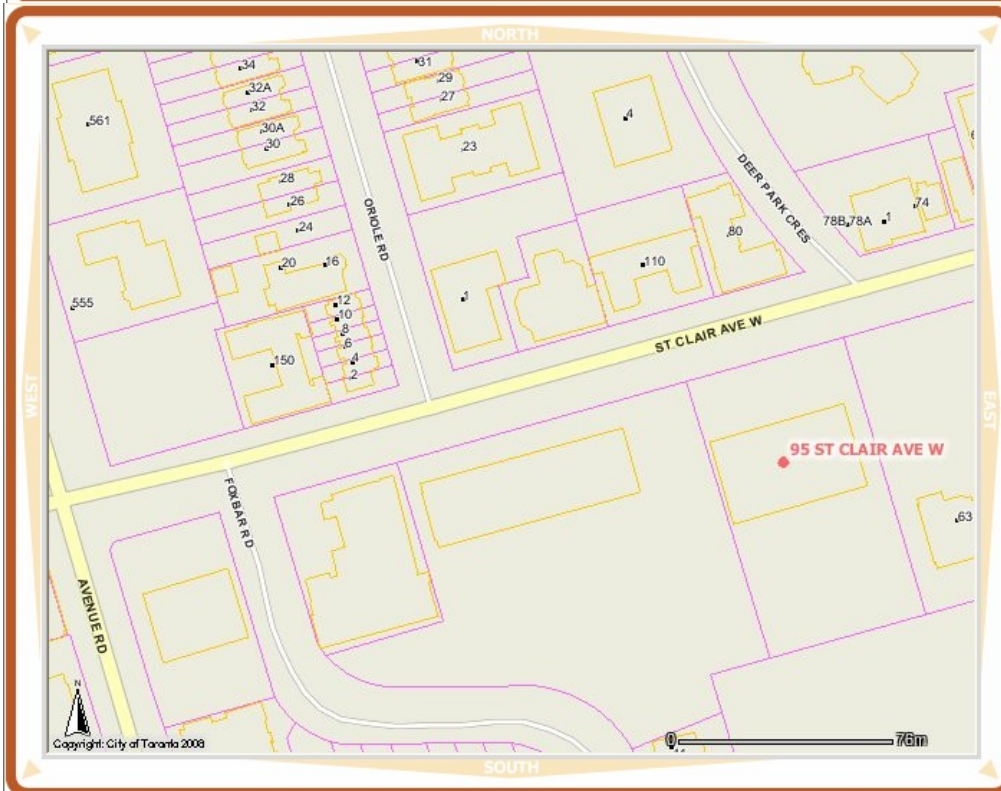 NORTH
34
31
32A
29
32
27
561
4
30A
30
23
28
26
ORIOLE RD
DEER PARK CRES
74
78B
78A
1
24
80
20
16
110
555
12
1
10
8
6
ST CLAIR AVE W
150
4
2
WEST
EAST
95 ST CLAIR AVE W
FOXBAR RD
63
AVENUE RD
N
Copyright: City of Toronto 2008
0
76m
SOUTH